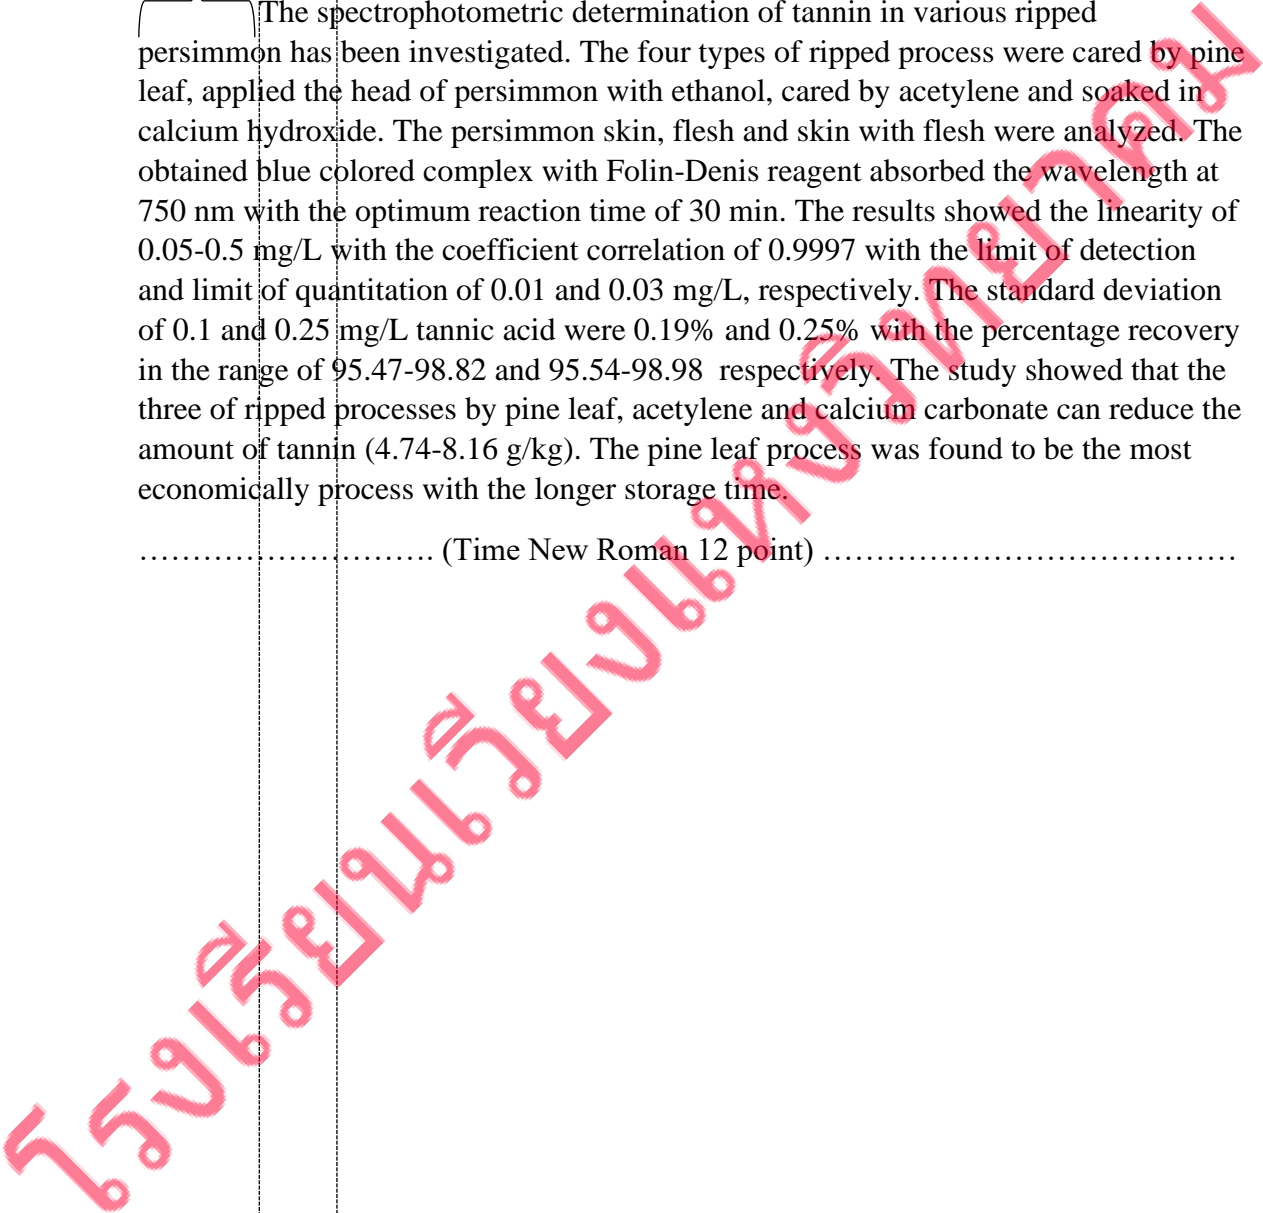 The spectrophotometric determination of tannin in various ripped
persimmon has been investigated. The four types of ripped process were cared by pine
leaf, applied the head of persimmon with ethanol, cared by acetylene and soaked in
calcium hydroxide. The persimmon skin, flesh and skin with flesh were analyzed. The
obtained blue colored complex with Folin-Denis reagent absorbed the wavelength at
750 nm with the optimum reaction time of 30 min. The results showed the linearity of
0.05-0.5 mg/L with the coefficient correlation of 0.9997 with the limit of detection
and limit of quantitation of 0.01 and 0.03 mg/L, respectively. The standard deviation
of 0.1 and 0.25 mg/L tannic acid were 0.19% and 0.25% with the percentage recovery
in the range of 95.47-98.82 and 95.54-98.98 respectively. The study showed that the
three of ripped processes by pine leaf, acetylene and calcium carbonate can reduce the
amount of tannin (4.74-8.16 g/kg). The pine leaf process was found to be the most
economically process with the longer storage time.
………………………. (Time New Roman 12 point) …………………………………
โรงเรียนเวียงแหงวิทยาคม